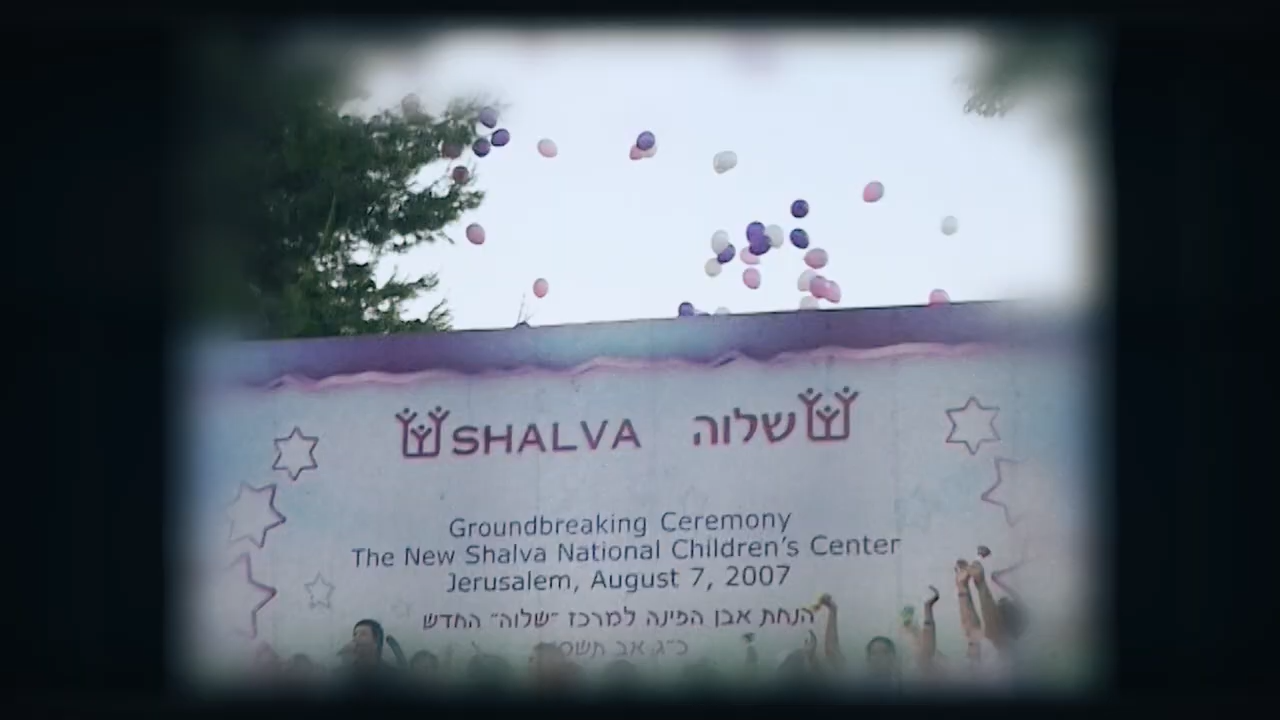 SHALVA שלוה
Groundbreaking Ceremony
The New Shalva National Children's Center
Jerusalem, August 7, 2007
הנחת אבן הפינה למרכז "שלוה" החדש
כ"ג אב